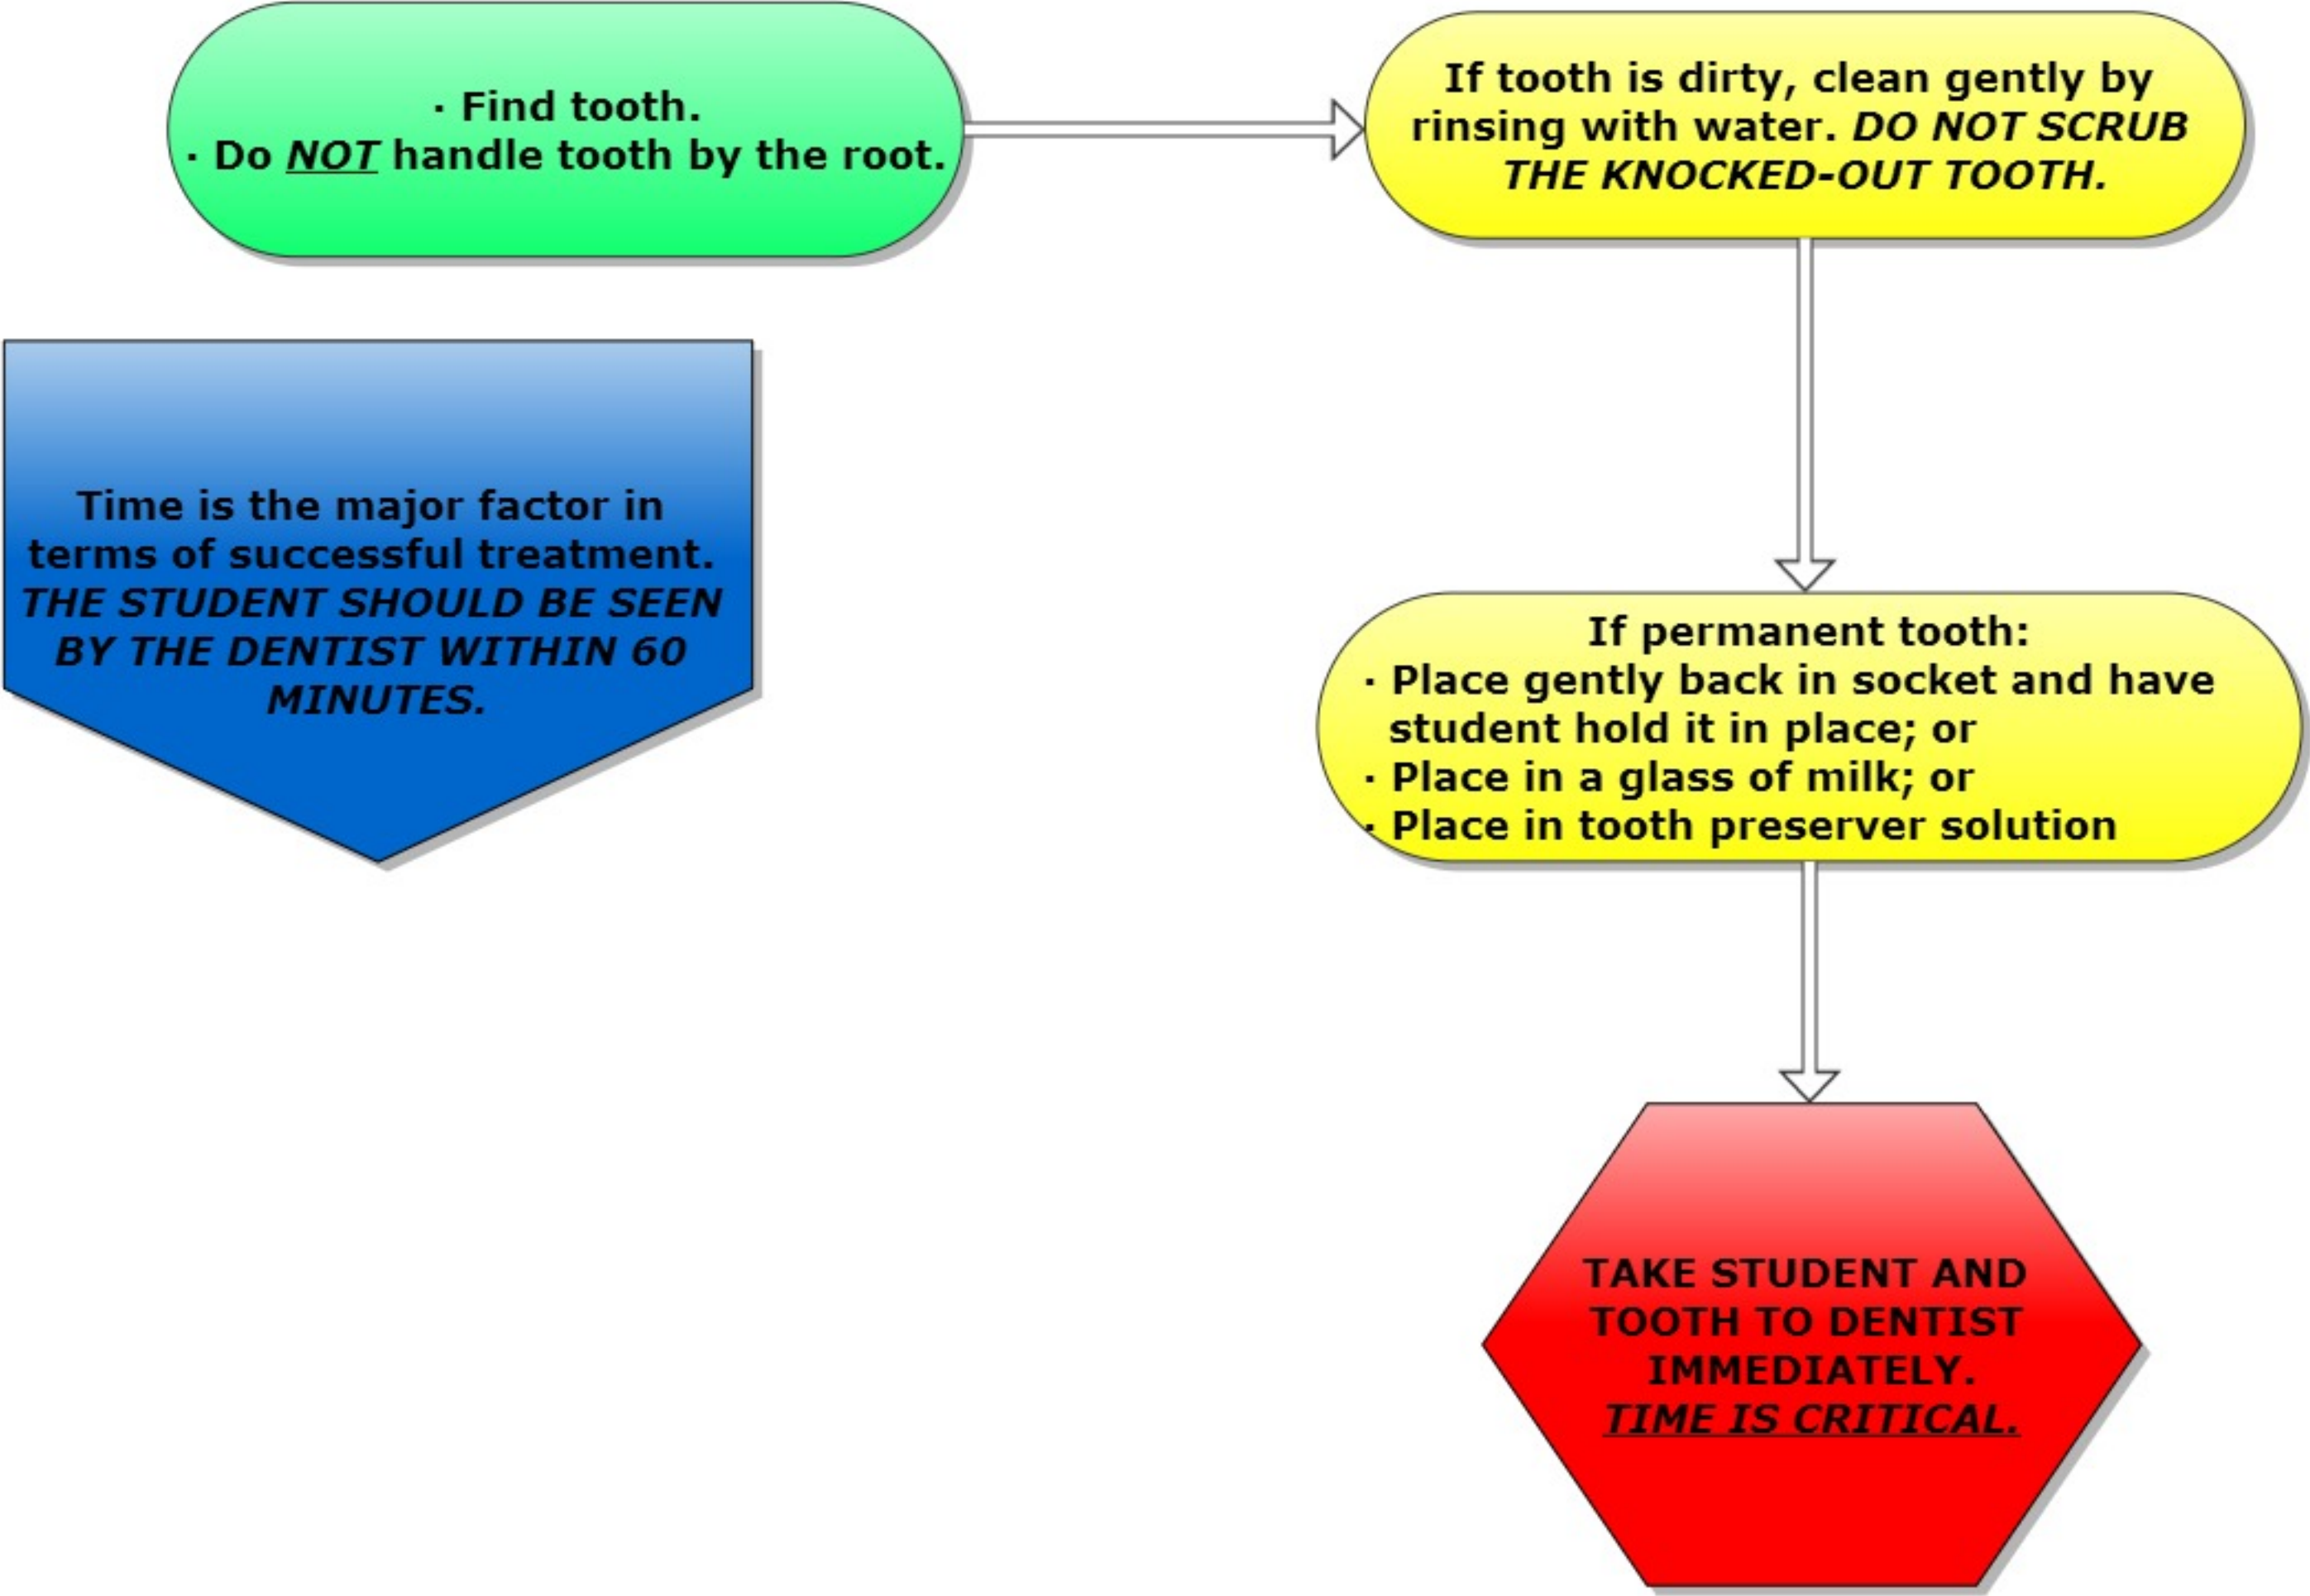 · Find tooth.
· Do NOT handle tooth by the root.
If tooth is dirty, clean gently by
rinsing with water. DO NOT SCRUB
THE KNOCKED-OUT TOOTH.
Time is the major factor in
terms of successful treatment.
THE STUDENT SHOULD BE SEEN
BY THE DENTIST WITHIN 60
MINUTES.
If permanent tooth:
· Place gently back in socket and have
student hold it in place; or
· Place in a glass of milk; or
· Place in tooth preserver solution
TAKE STUDENT AND
TOOTH TO DENTIST
IMMEDIATELY.
TIME IS CRITICAL.